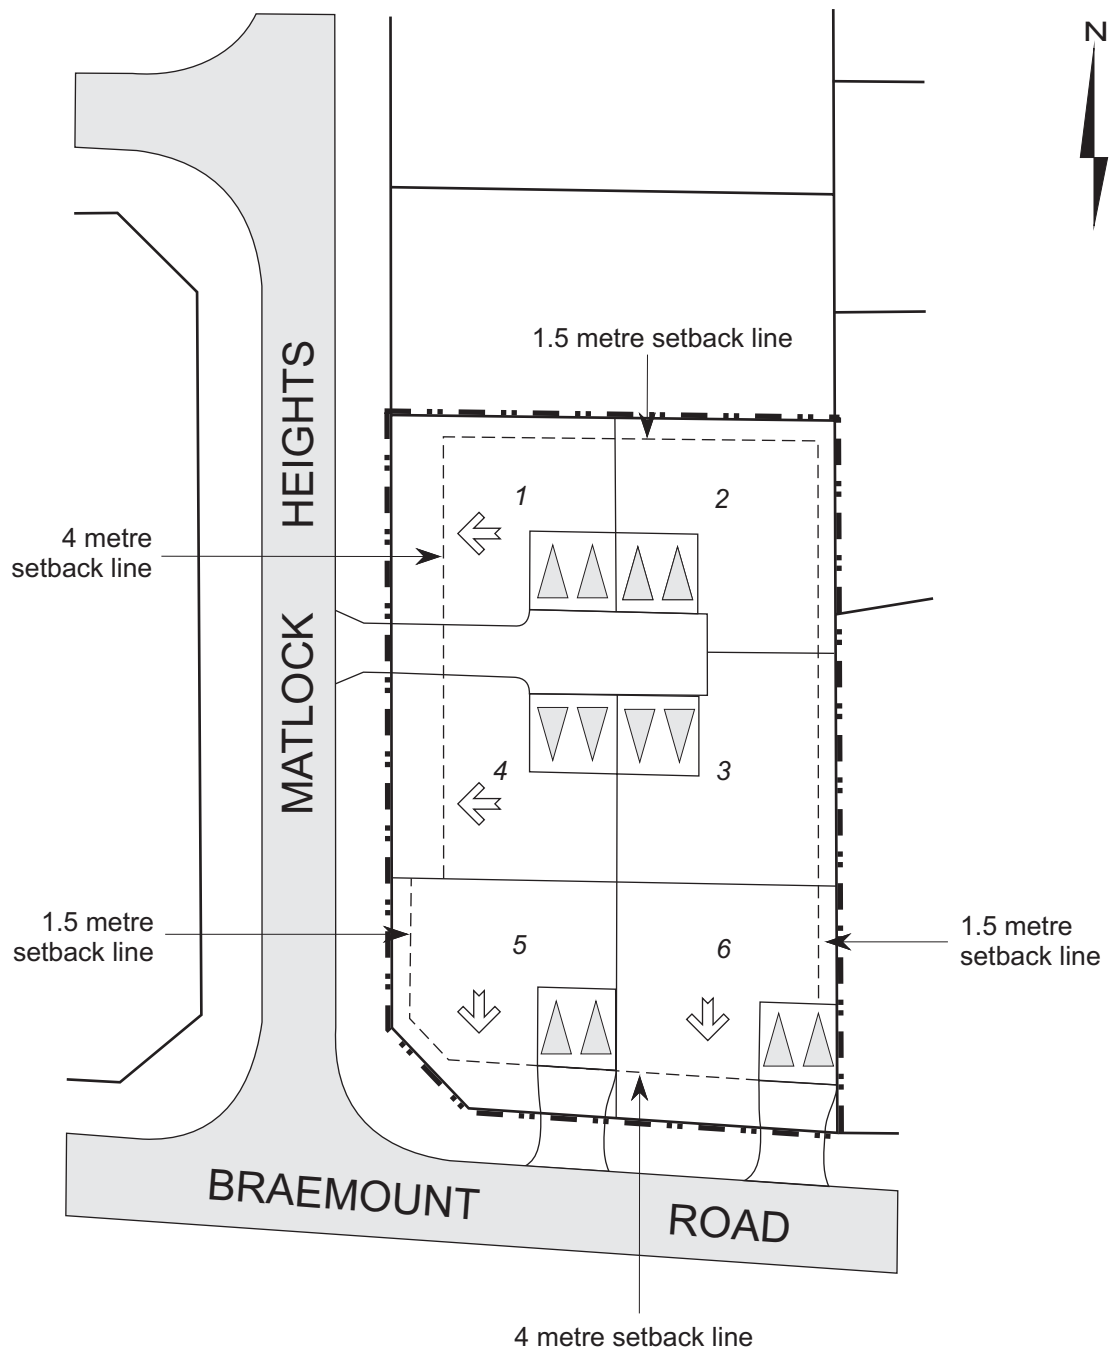 N
1.5 metre setback line
HEIGHTS
1
2
4 metre
setback line
MATLOCK
4
3
1.5 metre
setback line
5
6
1.5 metre
setback line
BRAEMOUNT ROAD
4 metre setback line